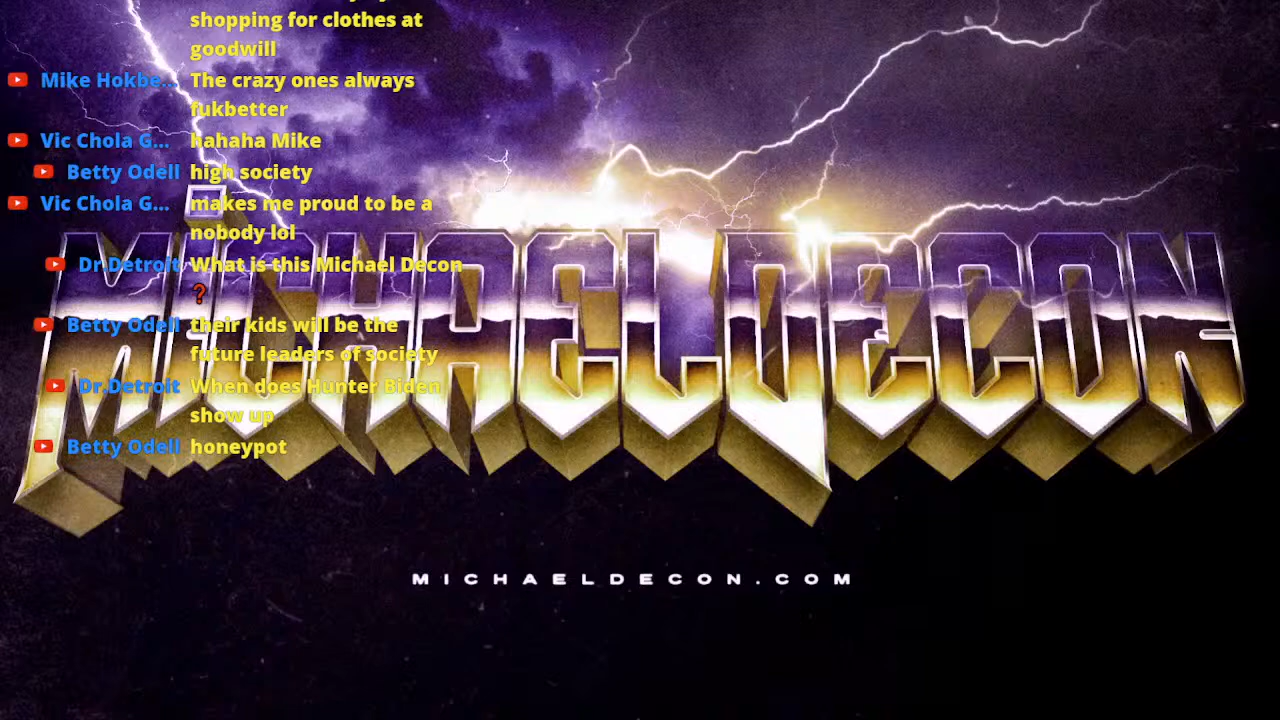 shopping for clothes at
goodwill
Mike Hokbe... The crazy ones always
fukbetter
Vic Chola G... hahaha Mike
Betty Odell high society
Vic Chola G... makes me proud to be a
nobody lol
Dr.Detroit What is this Michael Decon
?
Betty Odell their kids will be the
future leaders of society
Dr.Detroit When does Hunter Biden
show up
Betty Odell honeypot
MICHAEL DECON
MICHAELDECON.COM